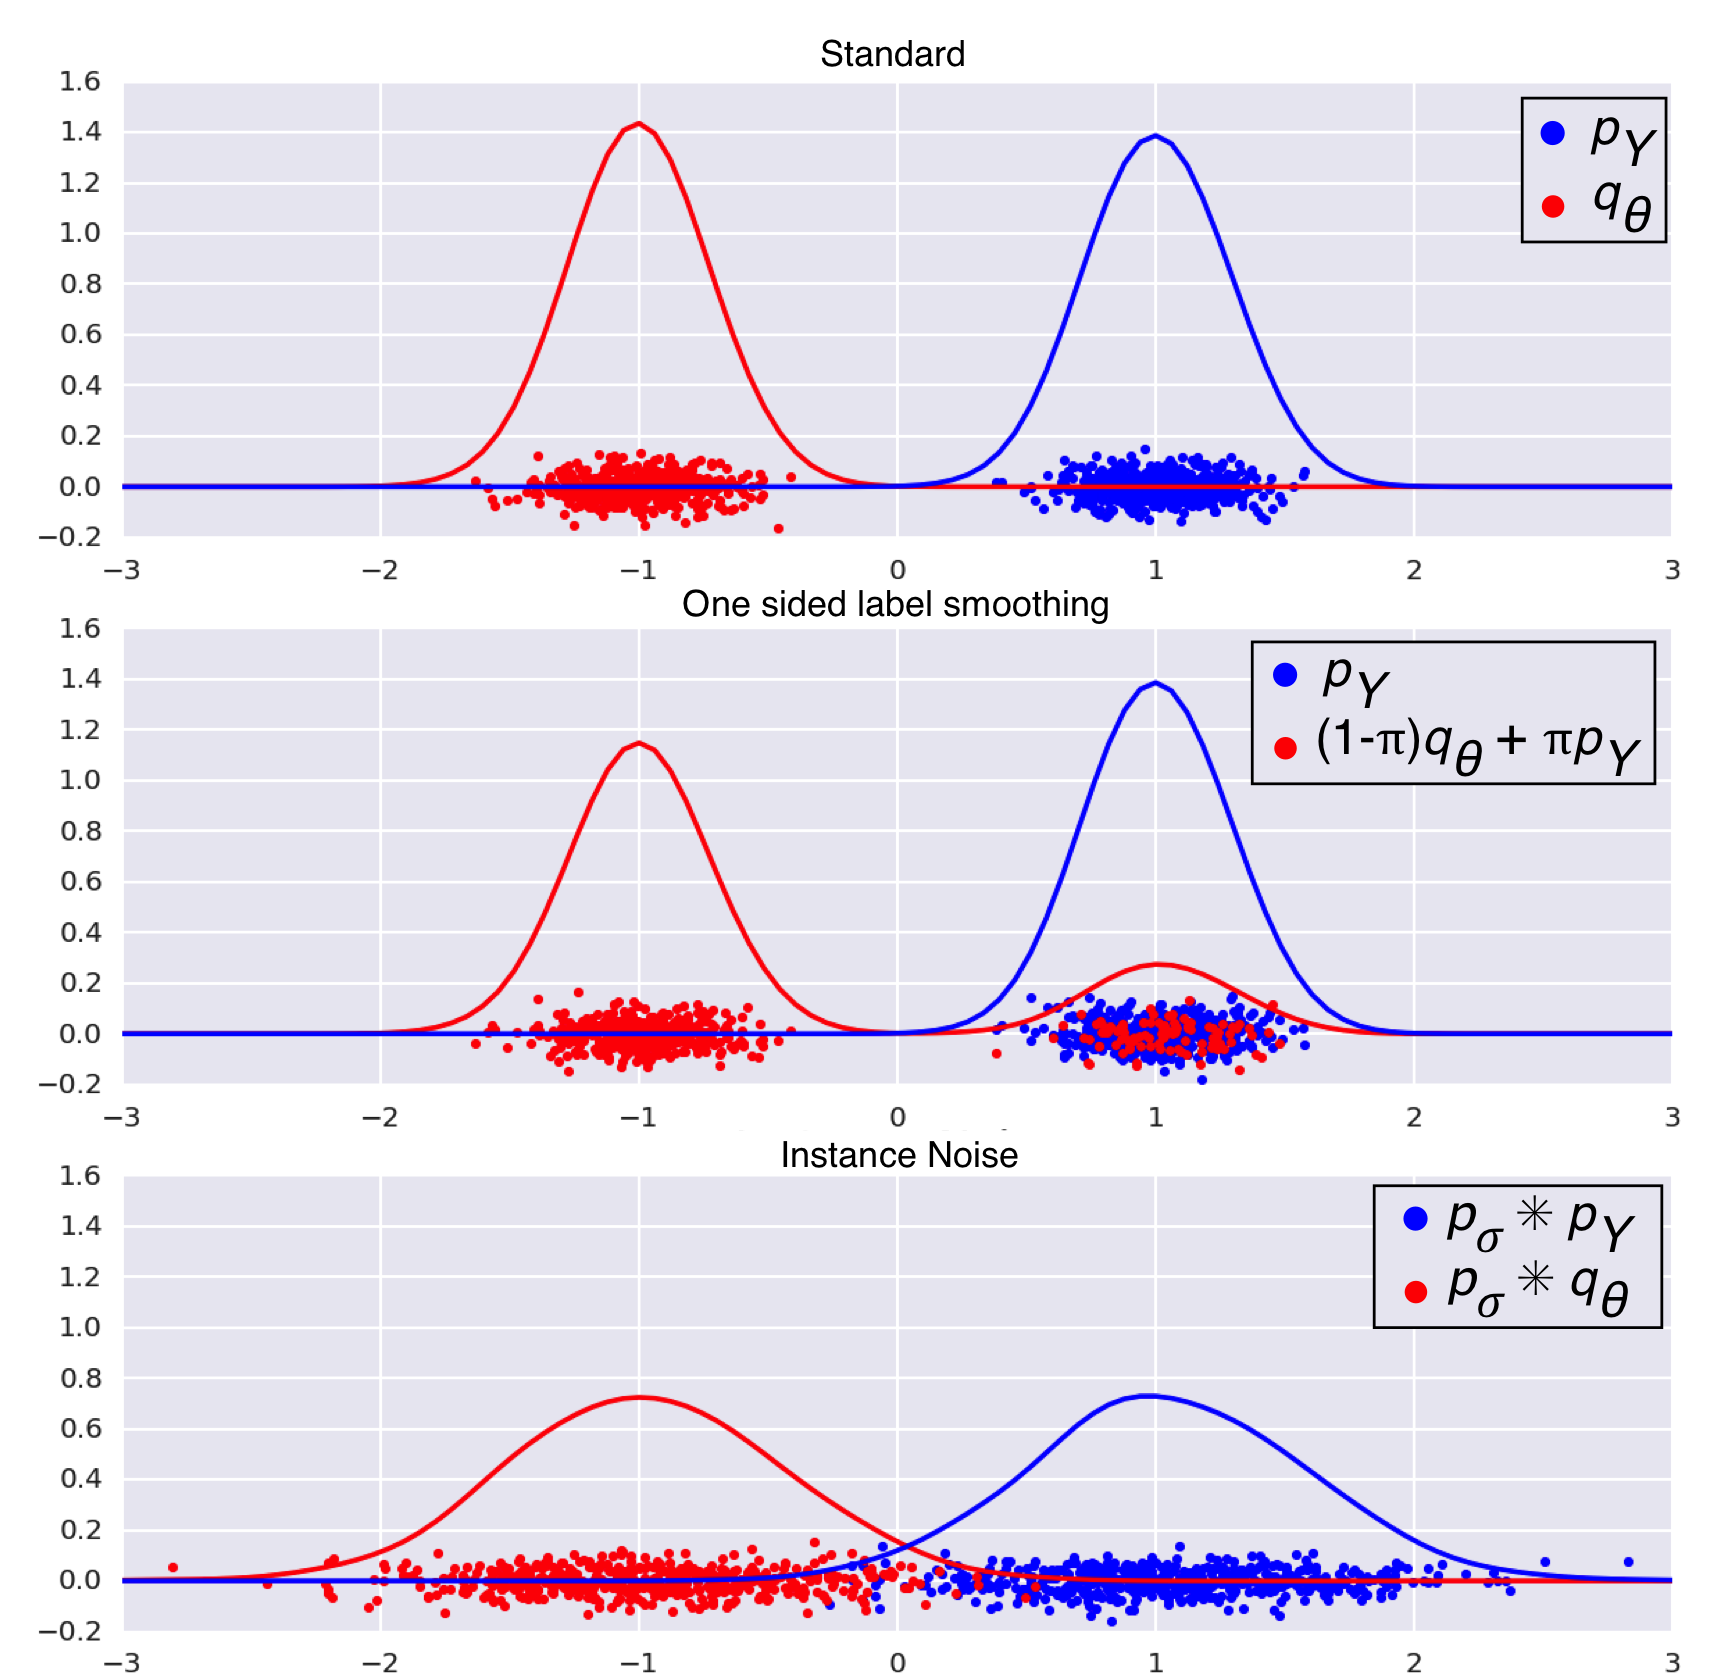 Standard
1.6
1.4
1.2
1.0
0.8
0.6
0.4
0.2
0.0
−0.2
−3 −2 −1 0 1 2 3
p_Y
q_θ
One sided label smoothing
1.6
1.4
1.2
1.0
0.8
0.6
0.4
0.2
0.0
−0.2
−3 −2 −1 0 1 2 3
p_Y
(1-π)q_θ + πp_Y
Instance Noise
1.6
1.4
1.2
1.0
0.8
0.6
0.4
0.2
0.0
−0.2
−3 −2 −1 0 1 2 3
p_σ ∗ p_Y
p_σ ∗ q_θ